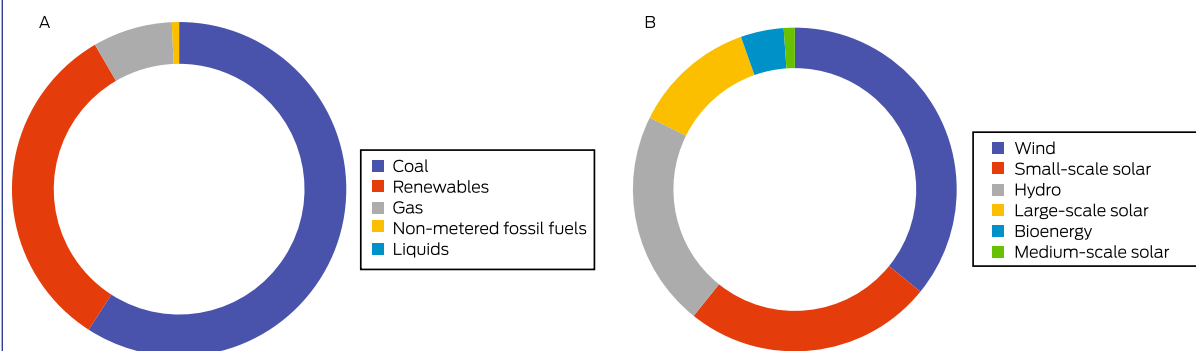 A
Coal
Renewables
Gas
Non-metered fossil fuels
Liquids
B
Wind
Small-scale solar
Hydro
Large-scale solar
Bioenergy
Medium-scale solar